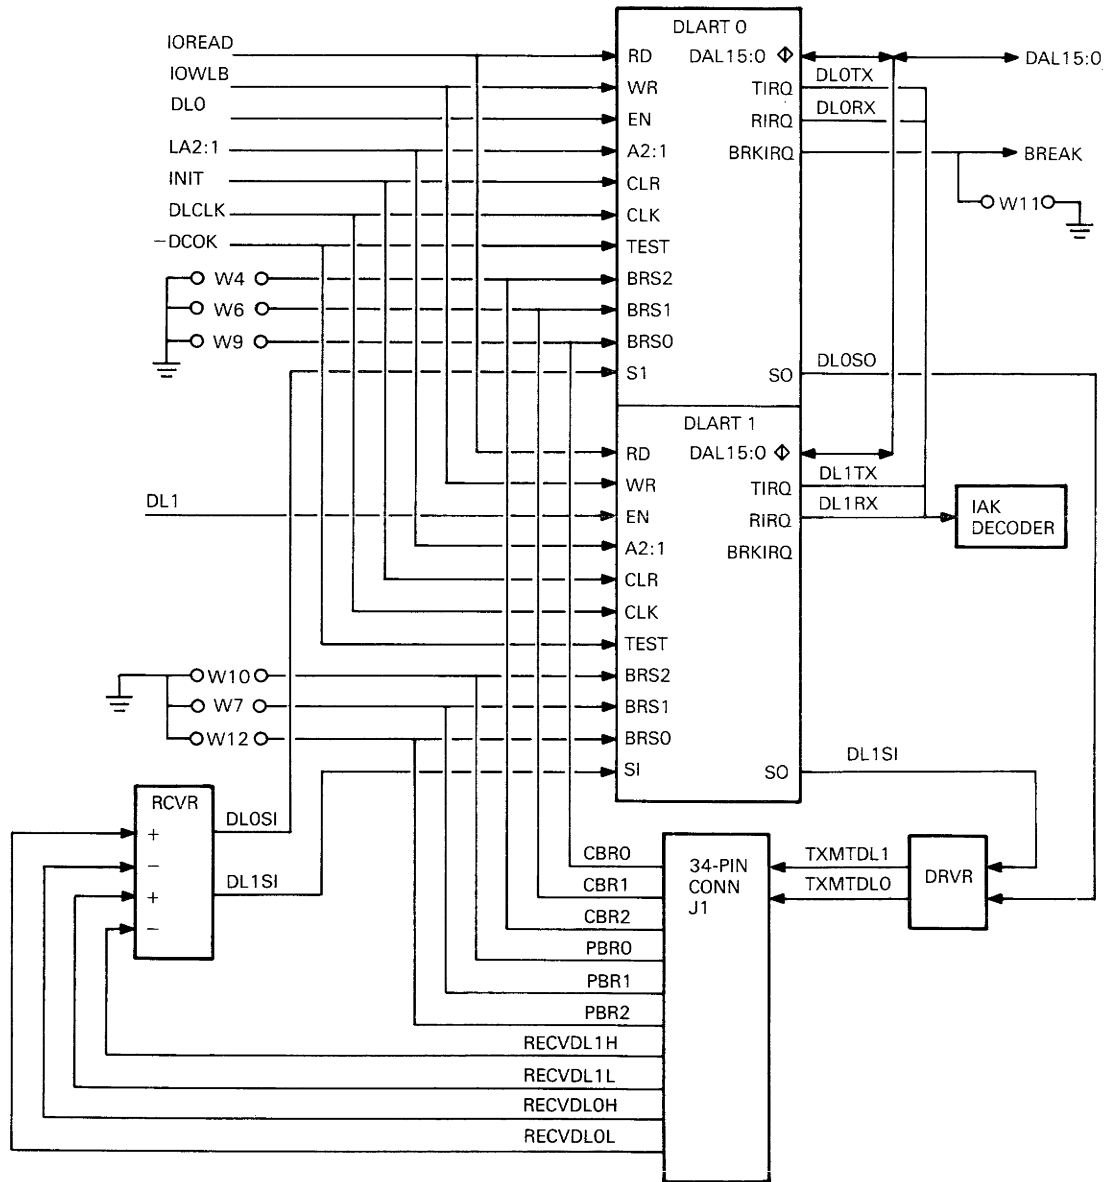 DLART 0
IOREAD
RD
DAL15:0
DAL15:0
IOWLB
WR
TIRQ
DL0TX
DL0
EN
RIRQ
DL0RX
LA2:1
A2:1
BRKIRQ
BREAK
INIT
CLR
W11
DLCLK
CLK
−DCOK
TEST
W4
BRS2
W6
BRS1
W9
BRS0
S1
SO
DL0SO
DLART 1
RD
DAL15:0
WR
TIRQ
DL1TX
DL1
EN
RIRQ
DL1RX
IAK
DECODER
A2:1
BRKIRQ
CLR
CLK
TEST
W10
BRS2
W7
BRS1
W12
BRS0
SI
SO
DL1SI
RCVR
+
DL0SI
−
DL1SI
+
−
CBR0
34-PIN
CONN
J1
TXMTDL1
DRVR
CBR1
TXMTDL0
CBR2
PBR0
PBR1
PBR2
RECVDL1H
RECVDL1L
RECVDL0H
RECVDL0L